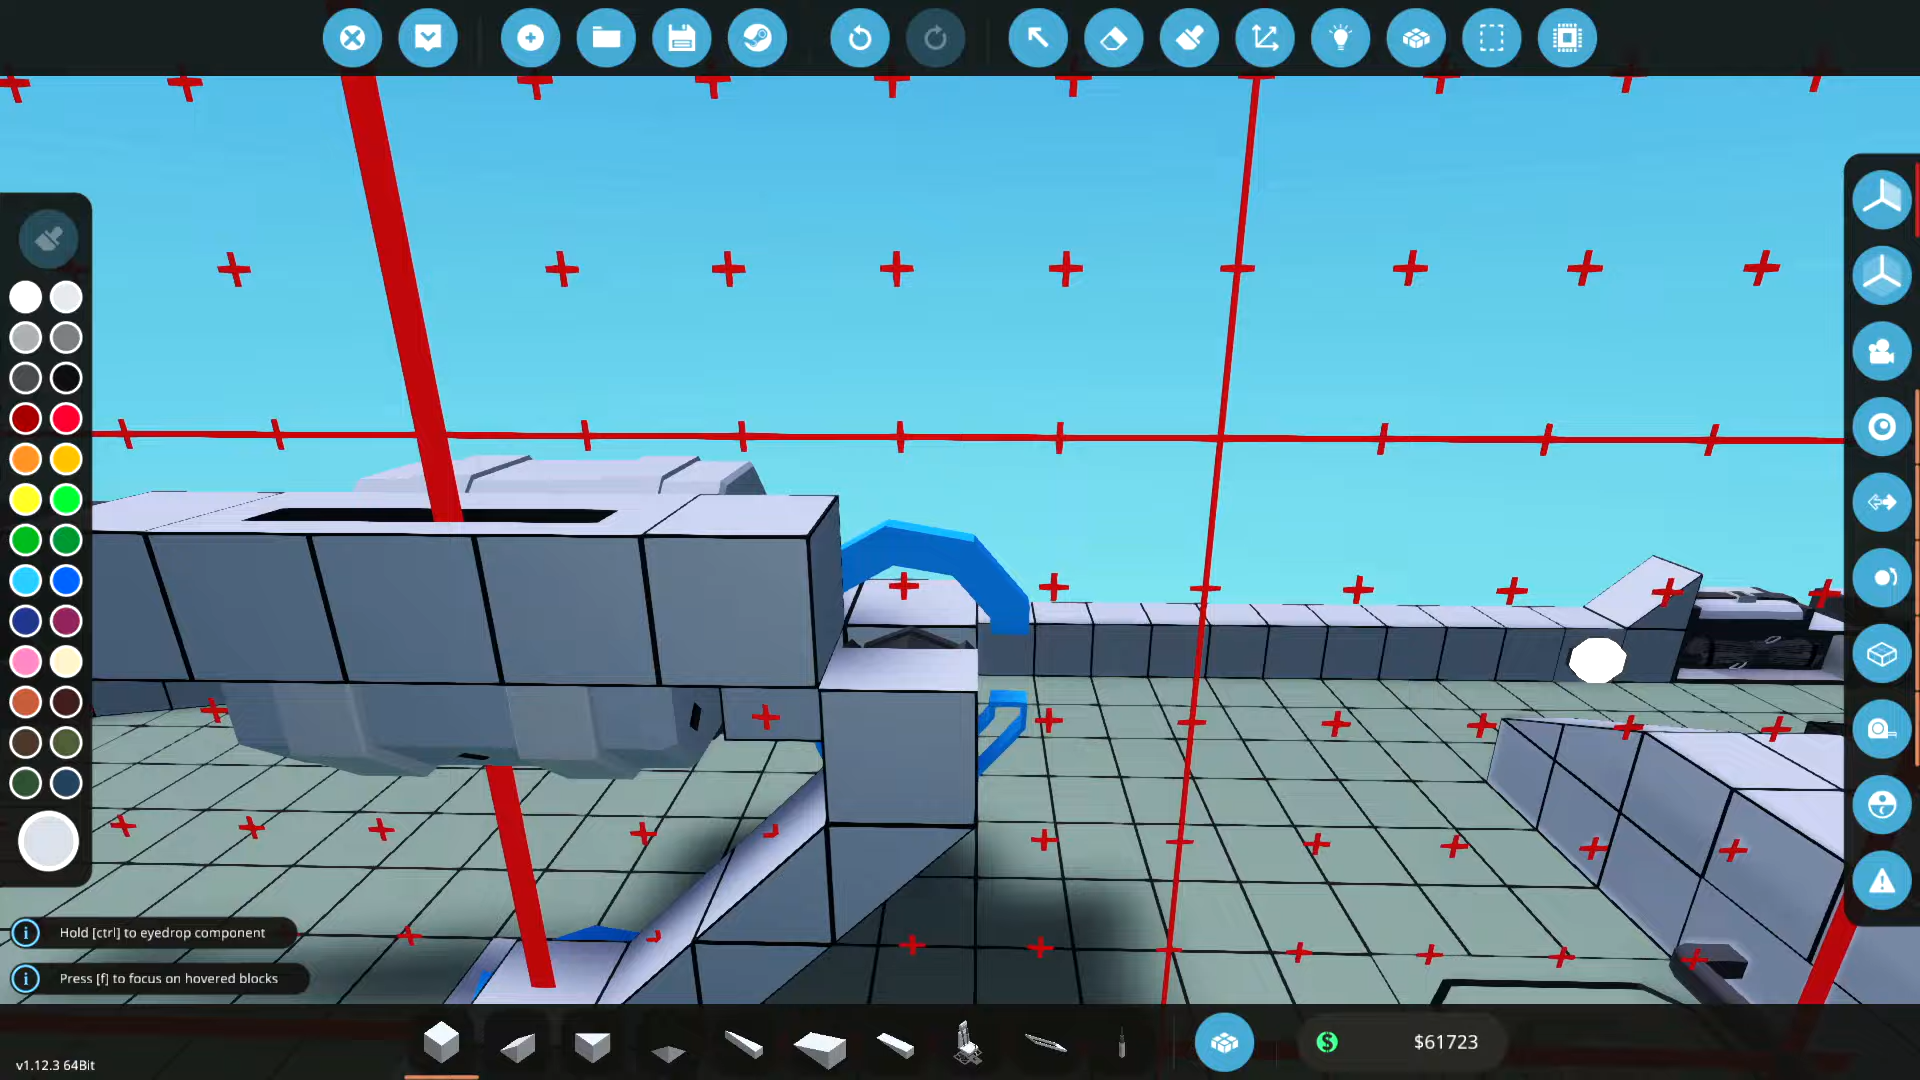 Hold [ctrl] to eyedrop component
Press [f] to focus on hovered blocks
$61723
v1.12.3 64Bit